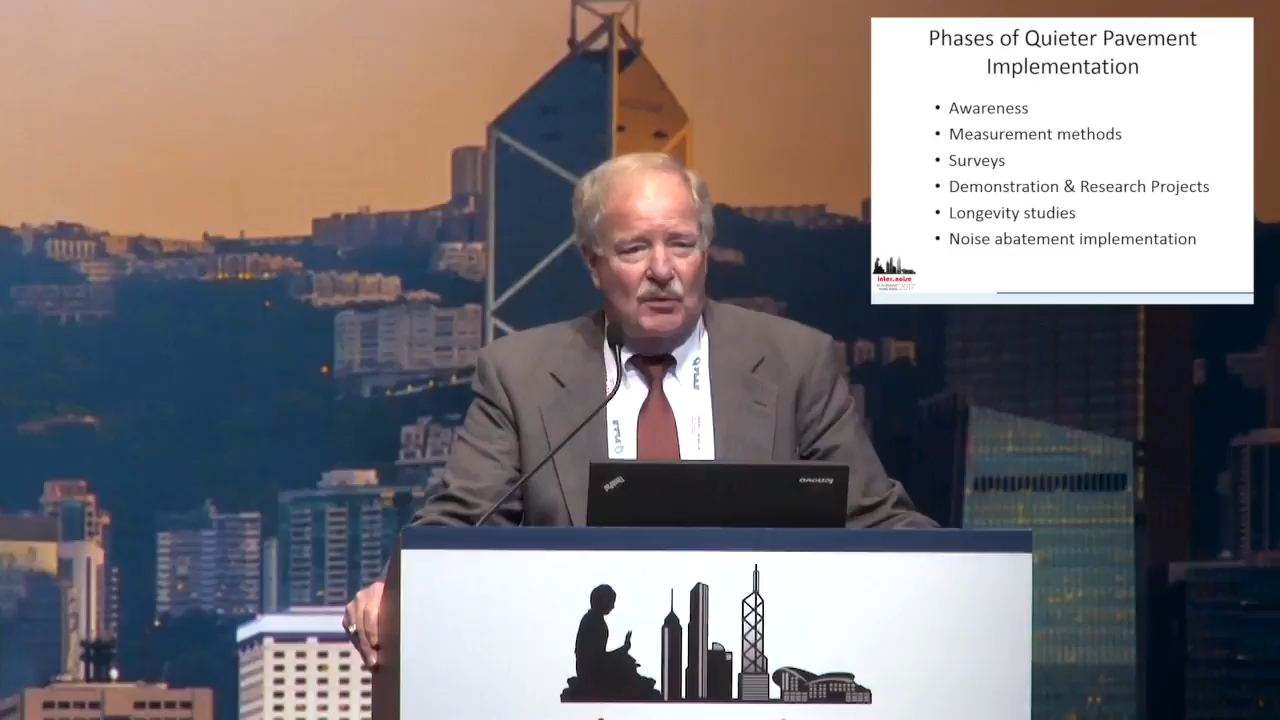 Phases of Quieter Pavement
Implementation
• Awareness
• Measurement methods
• Surveys
• Demonstration & Research Projects
• Longevity studies
• Noise abatement implementation
inter.noise
2017
ThinkPad
lenovo